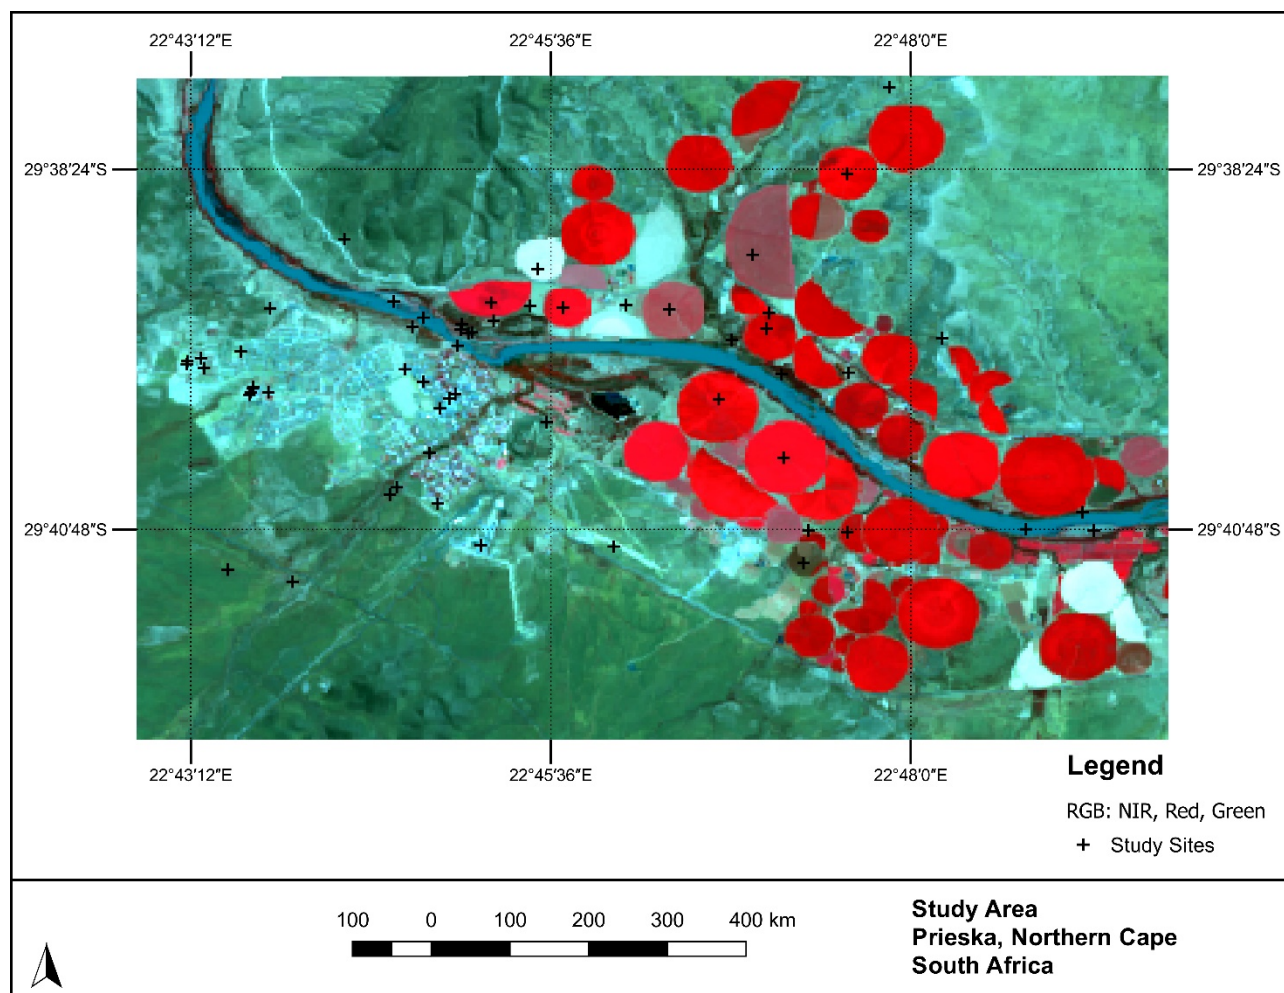 22°43'12"E 22°45'36"E 22°48'0"E
29°38'24"S 29°38'24"S
29°40'48"S 29°40'48"S
22°43'12"E 22°45'36"E 22°48'0"E
Legend
RGB: NIR, Red, Green
+ Study Sites
100 0 100 200 300 400 km
Study Area
Prieska, Northern Cape
South Africa